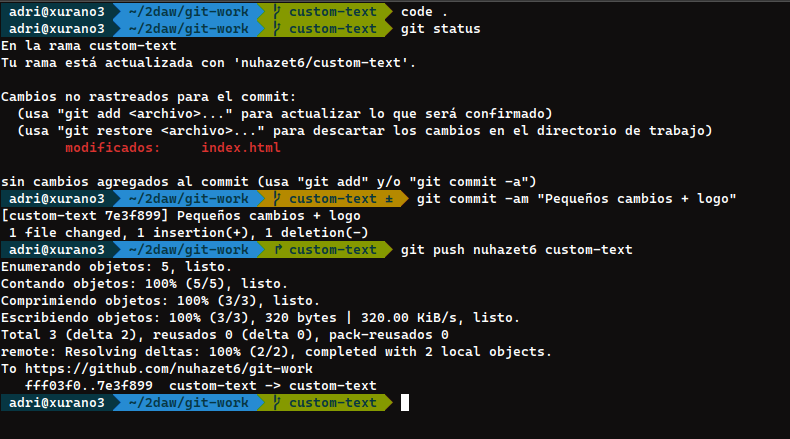 adri@xurano3 ~/2daw/git-work custom-text code .
adri@xurano3 ~/2daw/git-work custom-text git status
En la rama custom-text
Tu rama está actualizada con 'nuhazet6/custom-text'.
Cambios no rastreados para el commit:
(usa "git add <archivo>..." para actualizar lo que será confirmado)
(usa "git restore <archivo>..." para descartar los cambios en el directorio de trabajo)
modificados: index.html
sin cambios agregados al commit (usa "git add" y/o "git commit -a")
adri@xurano3 ~/2daw/git-work custom-text ± git commit -am "Pequeños cambios + logo"
[custom-text 7e3f899] Pequeños cambios + logo
1 file changed, 1 insertion(+), 1 deletion(-)
adri@xurano3 ~/2daw/git-work ↱ custom-text git push nuhazet6 custom-text
Enumerando objetos: 5, listo.
Contando objetos: 100% (5/5), listo.
Comprimiendo objetos: 100% (3/3), listo.
Escribiendo objetos: 100% (3/3), 320 bytes | 320.00 KiB/s, listo.
Total 3 (delta 2), reusados 0 (delta 0), pack-reusados 0
remote: Resolving deltas: 100% (2/2), completed with 2 local objects.
To https://github.com/nuhazet6/git-work
fff03f0..7e3f899 custom-text -> custom-text
adri@xurano3 ~/2daw/git-work custom-text